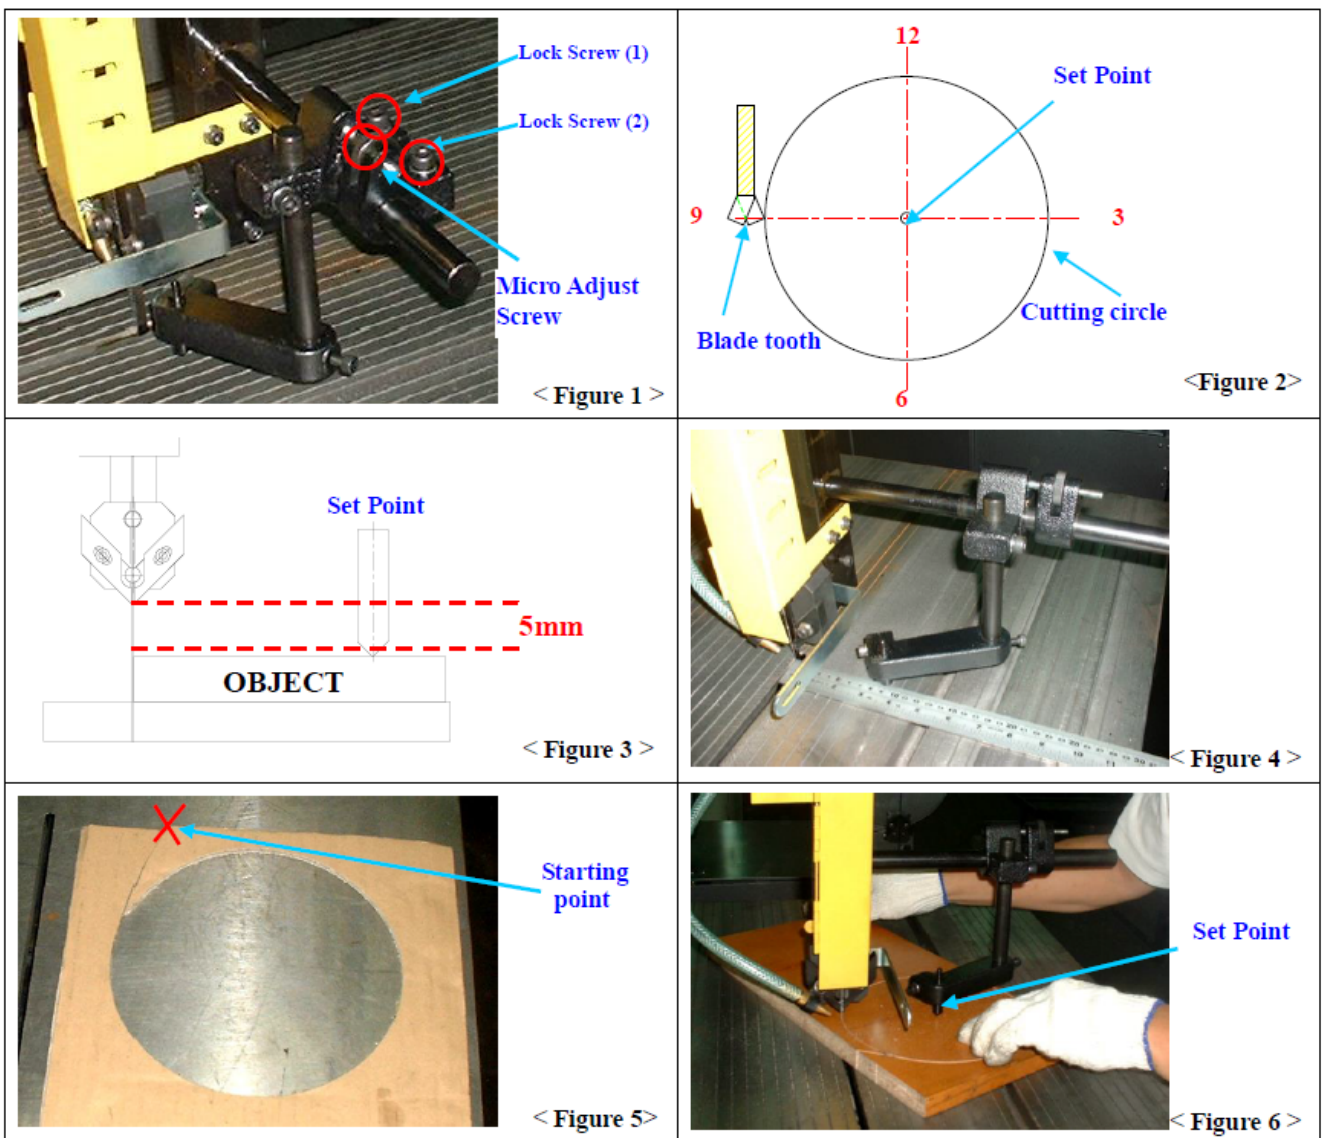 Lock Screw (1)
Lock Screw (2)
Micro Adjust
Screw
< Figure 1 >
12
Set Point
9
3
Blade tooth
Cutting circle
6
<Figure 2>
Set Point
5mm
OBJECT
< Figure 3 >
< Figure 4 >
Starting
point
< Figure 5>
Set Point
< Figure 6 >